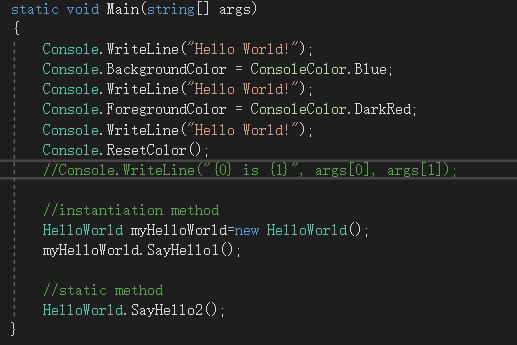 static void Main(string[] args)
{
Console.WriteLine("Hello World!");
Console.BackgroundColor = ConsoleColor.Blue;
Console.WriteLine("Hello World!");
Console.ForegroundColor = ConsoleColor.DarkRed;
Console.WriteLine("Hello World!");
Console.ResetColor();
//Console.WriteLine("{0} is {1}", args[0], args[1]);
//instantiation method
HelloWorld myHelloWorld=new HelloWorld();
myHelloWorld.SayHello1();
//static method
HelloWorld.SayHello2();
}